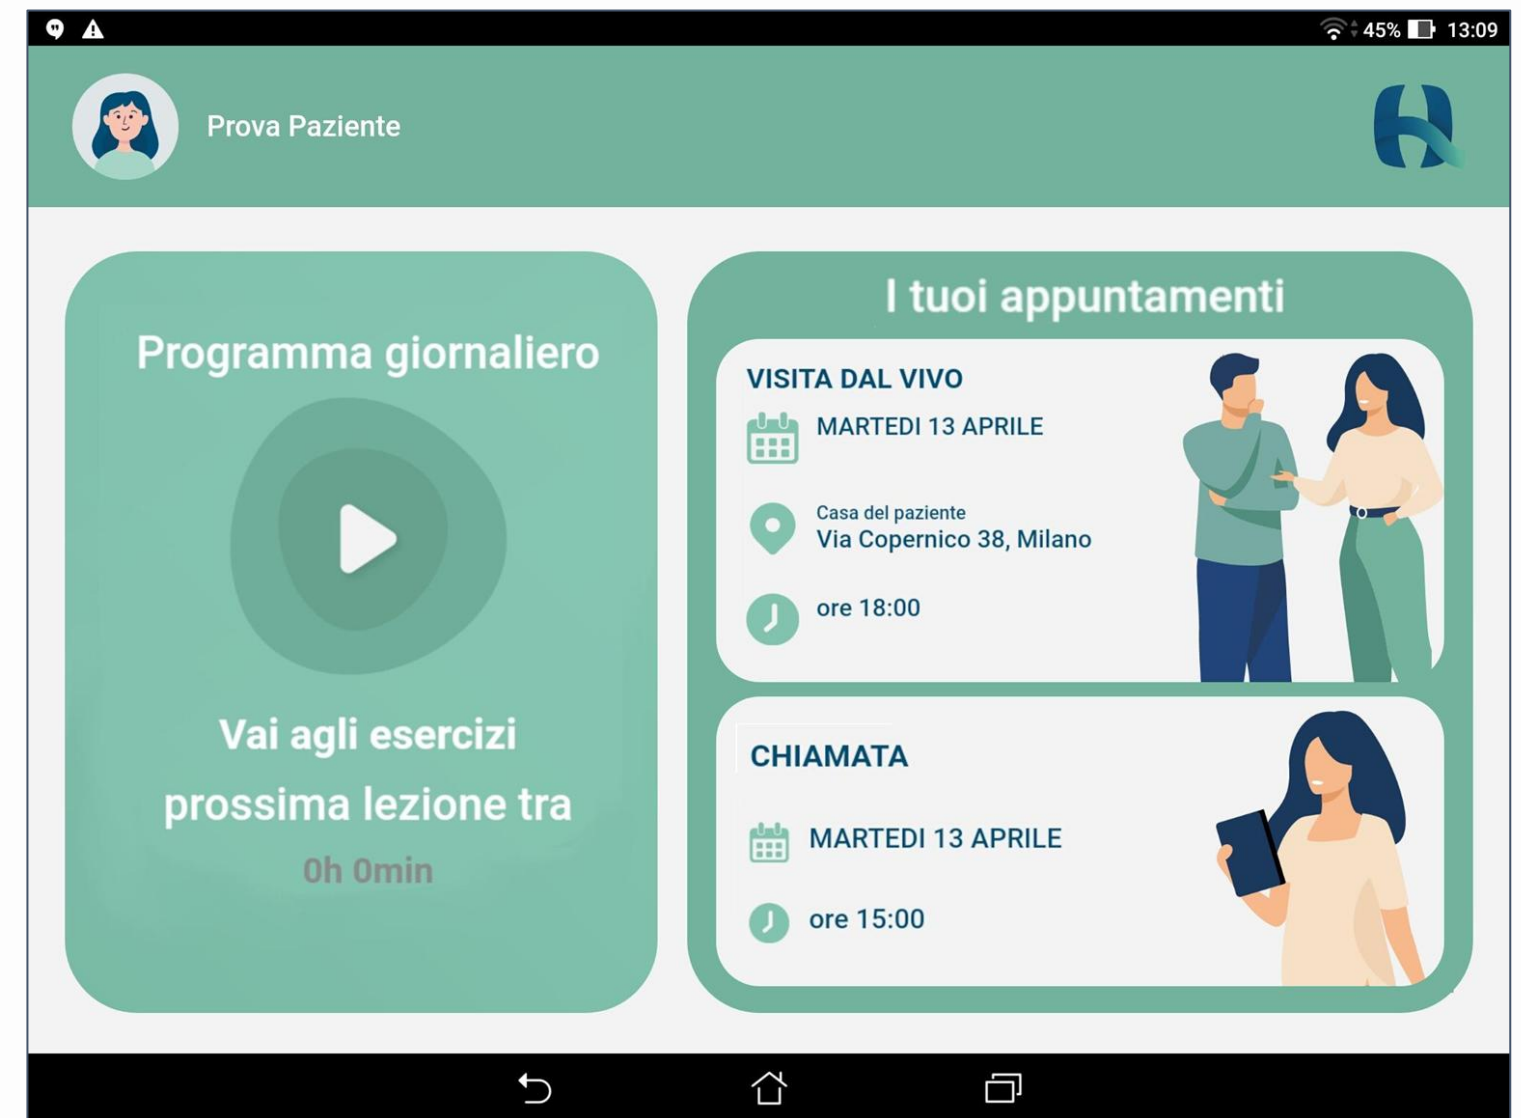 45% 13:09
Prova Paziente
Programma giornaliero
Vai agli esercizi
prossima lezione tra
0h 0min
I tuoi appuntamenti
VISITA DAL VIVO
MARTEDI 13 APRILE
Casa del paziente
Via Copernico 38, Milano
ore 18:00
CHIAMATA
MARTEDI 13 APRILE
ore 15:00